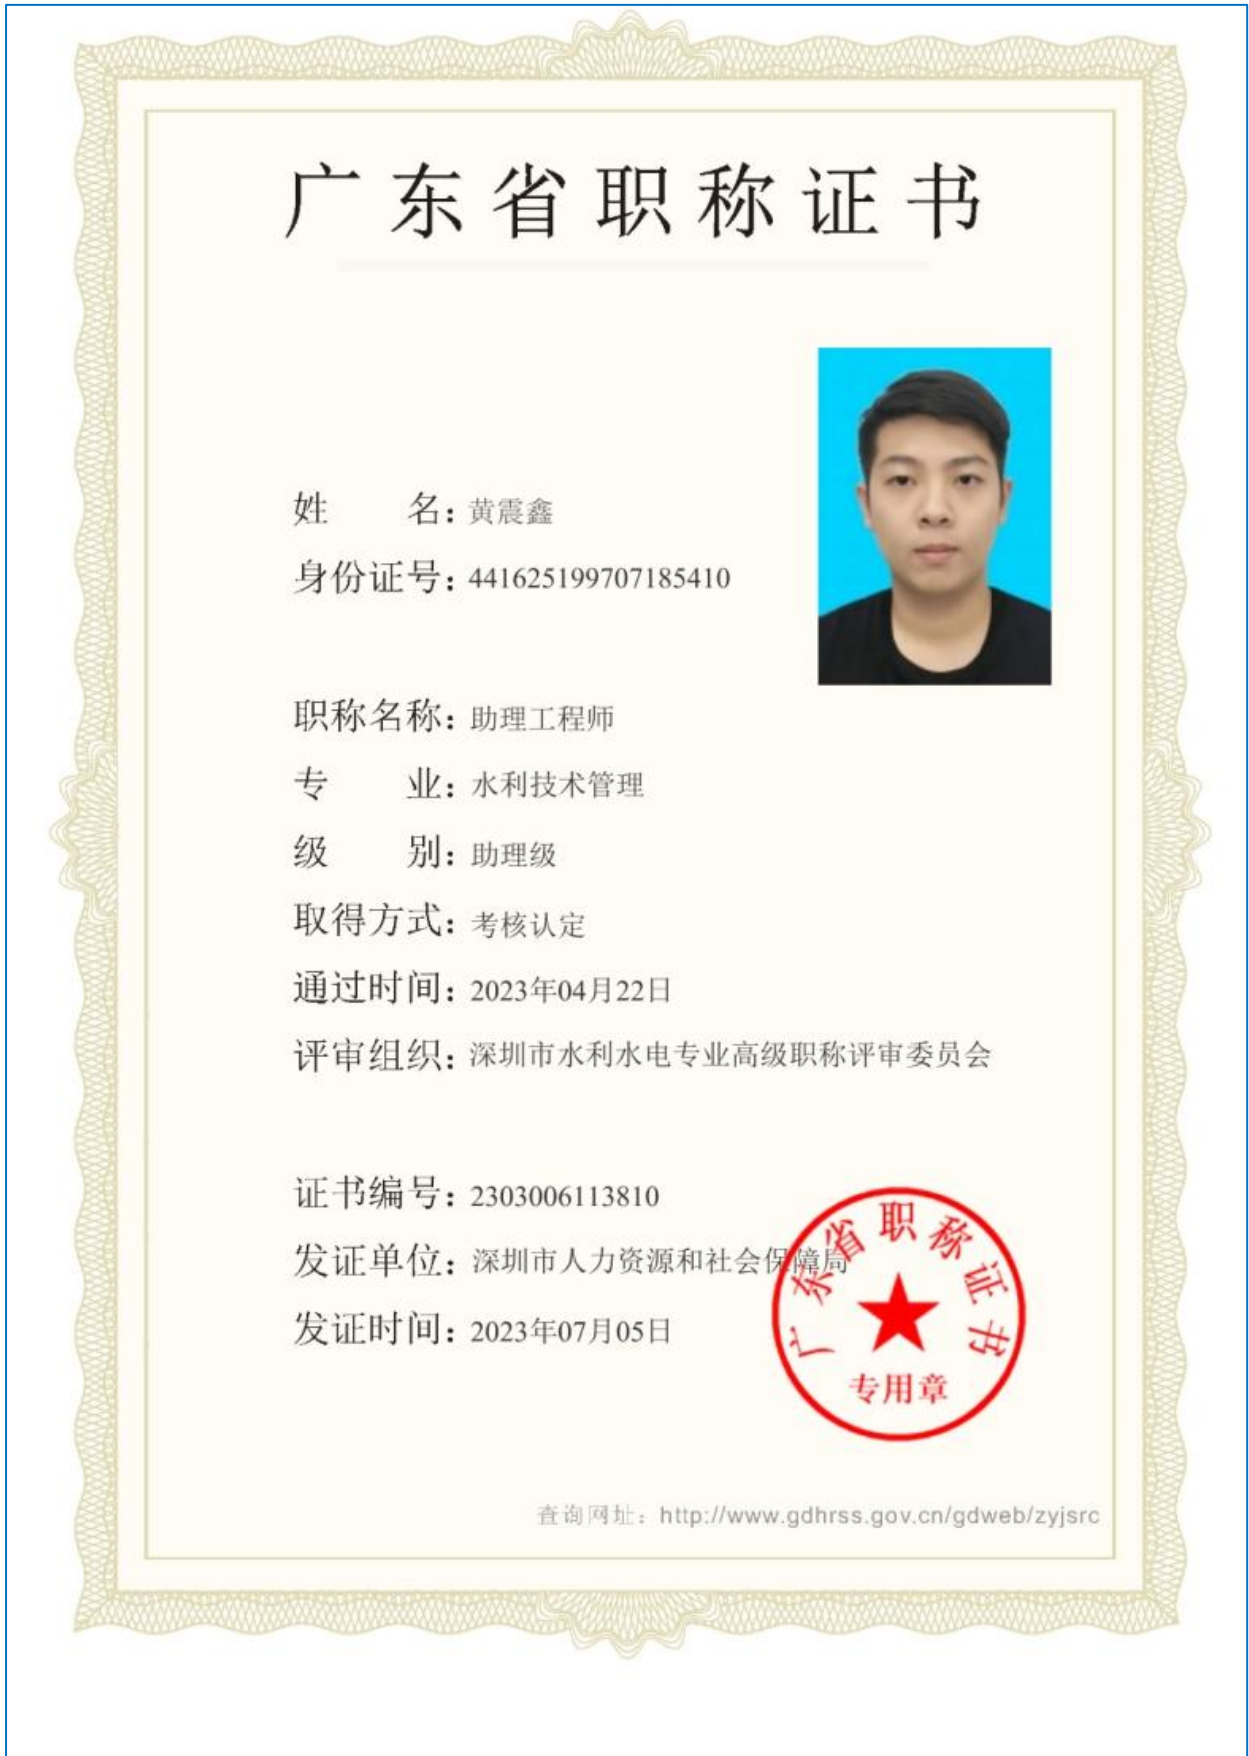 广东省职称证书
姓 名：黄震鑫
身份证号：441625199707185410
职称名称：助理工程师
专 业：水利技术管理
级 别：助理级
取得方式：考核认定
通过时间：2023年04月22日
评审组织：深圳市水利水电专业高级职称评审委员会
证书编号：2303006113810
发证单位：深圳市人力资源和社会保障局
发证时间：2023年07月05日
广东省职称证书
专用章
查询网址：http://www.gdhrss.gov.cn/gdweb/zyjsrc